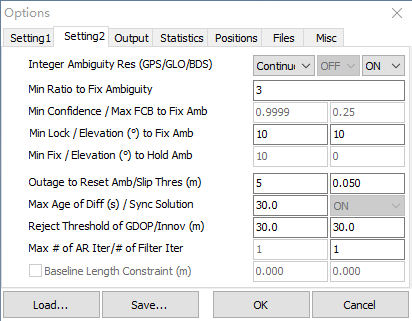 Options
Setting1 Setting2 Output Statistics Positions Files Misc
Integer Ambiguity Res (GPS/GLO/BDS) Continuc OFF ON
Min Ratio to Fix Ambiguity 3
Min Confidence / Max FCB to Fix Amb 0.9999 0.25
Min Lock / Elevation (°) to Fix Amb 10 10
Min Fix / Elevation (°) to Hold Amb 10 0
Outage to Reset Amb/Slip Thres (m) 5 0.050
Max Age of Diff (s) / Sync Solution 30.0 ON
Reject Threshold of GDOP/Innov (m) 30.0 30.0
Max # of AR Iter/# of Filter Iter 1 1
Baseline Length Constraint (m) 0.000 0.000
Load... Save... OK Cancel